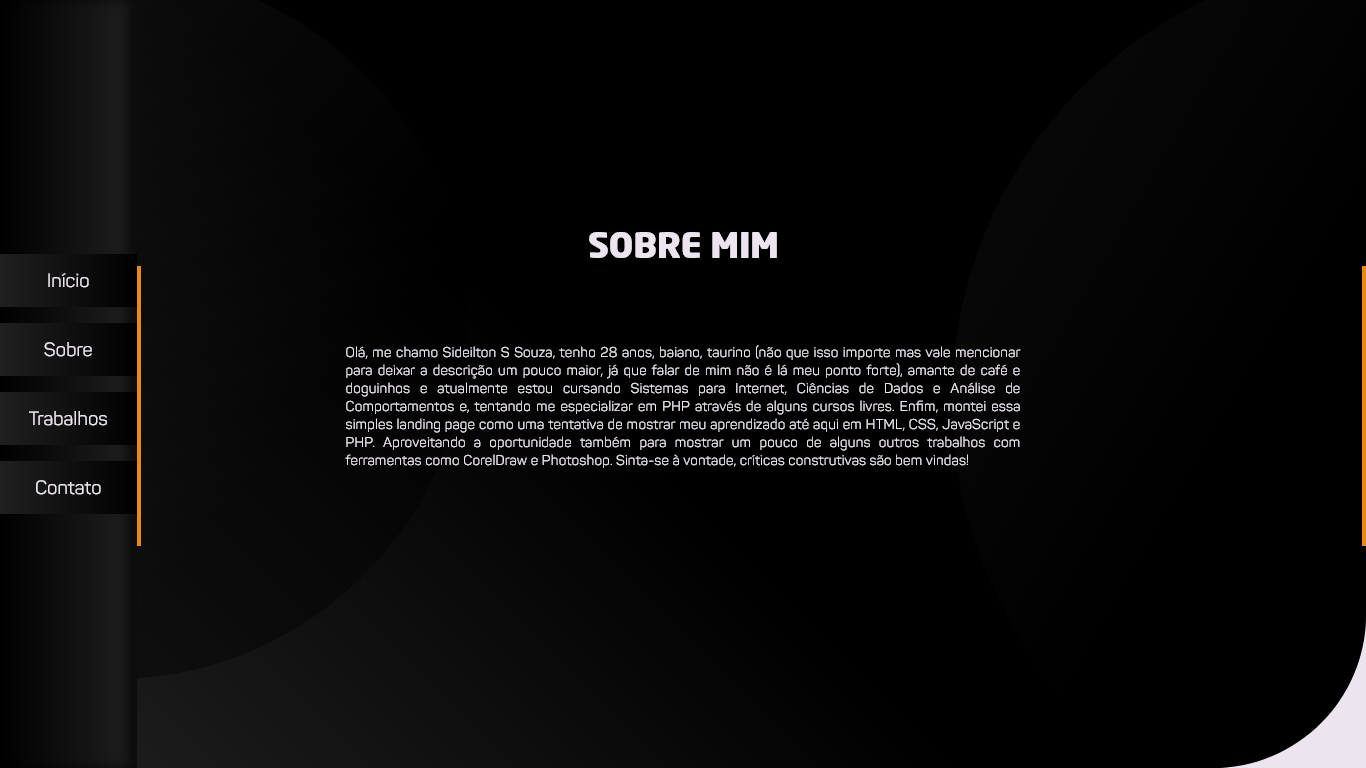 SOBRE MIM
Início
Sobre
Trabalhos
Contato
Olá, me chamo Sideilton S Souza, tenho 28 anos, baiano, taurino (não que isso importe mas vale mencionar
para deixar a descrição um pouco maior, já que falar de mim não é lá meu ponto forte), amante de café e
doguinhos e atualmente estou cursando Sistemas para Internet, Ciências de Dados e Análise de
Comportamentos e, tentando me especializar em PHP através de alguns cursos livres. Enfim, montei essa
simples landing page como uma tentativa de mostrar meu aprendizado até aqui em HTML, CSS, JavaScript e
PHP. Aproveitando a oportunidade também para mostrar um pouco de alguns outros trabalhos com
ferramentas como CorelDraw e Photoshop. Sinta-se à vontade, críticas construtivas são bem vindas!